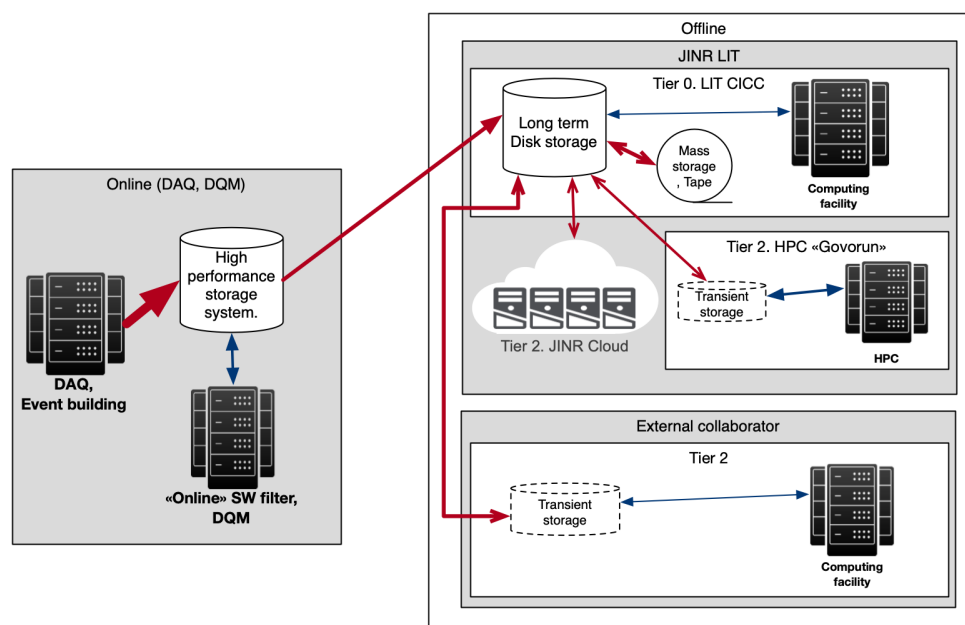 Offline
JINR LIT
Tier 0. LIT CICC
Long term
Disk storage
Mass
storage
, Tape
Computing
facility
Online (DAQ, DQM)
High
performance
storage
system.
DAQ,
Event building
«Online» SW filter,
DQM
Tier 2. JINR Cloud
Tier 2. HPC «Govorun»
Transient
storage
HPC
External collaborator
Tier 2
Transient
storage
Computing
facility